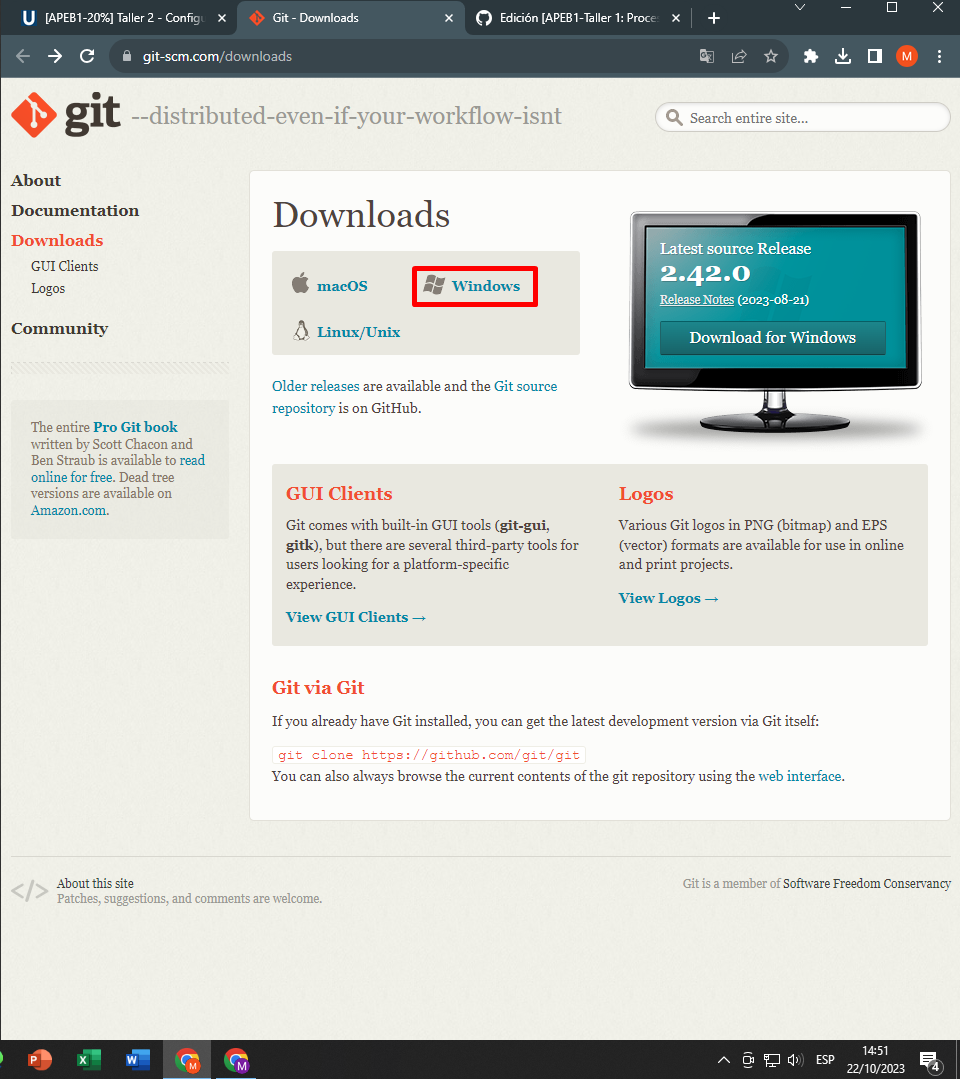 [APEB1-20%] Taller 2 - Configu
Git - Downloads
Edición [APEB1-Taller 1: Proce
M
git-scm.com/downloads
git --distributed-even-if-your-workflow-isnt
Search entire site...
About
Documentation
Downloads
GUI Clients
Logos
Community
The entire Pro Git book
written by Scott Chacon and
Ben Straub is available to read
online for free. Dead tree
versions are available on
Amazon.com.
Downloads
macOS
Windows
Linux/Unix
Older releases are available and the Git source
repository is on GitHub.
Latest source Release
2.42.0
Release Notes (2023-08-21)
Download for Windows
GUI Clients
Git comes with built-in GUI tools (git-gui,
gitk), but there are several third-party tools for
users looking for a platform-specific
experience.
View GUI Clients →
Logos
Various Git logos in PNG (bitmap) and EPS
(vector) formats are available for use in online
and print projects.
View Logos →
Git via Git
If you already have Git installed, you can get the latest development version via Git itself:
git clone https://github.com/git/git
You can also always browse the current contents of the git repository using the web interface.
</>
About this site
Patches, suggestions, and comments are welcome.
Git is a member of Software Freedom Conservancy
ESP
14:51
22/10/2023
4